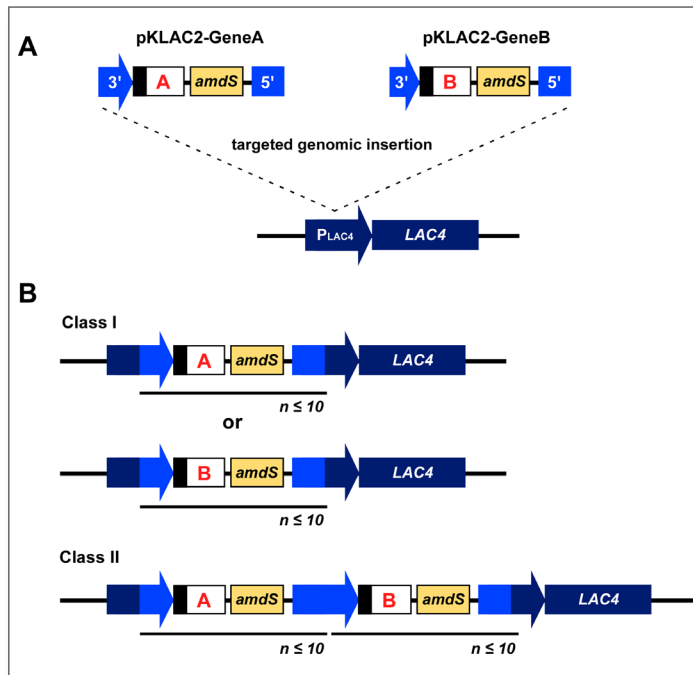 A
pKLAC2-GeneA
pKLAC2-GeneB
3' A amdS 5'
3' B amdS 5'
targeted genomic insertion
PLAC4 LAC4
B
Class I
A amdS LAC4
n ≤ 10
or
B amdS LAC4
n ≤ 10
Class II
A amdS B amdS LAC4
n ≤ 10 n ≤ 10